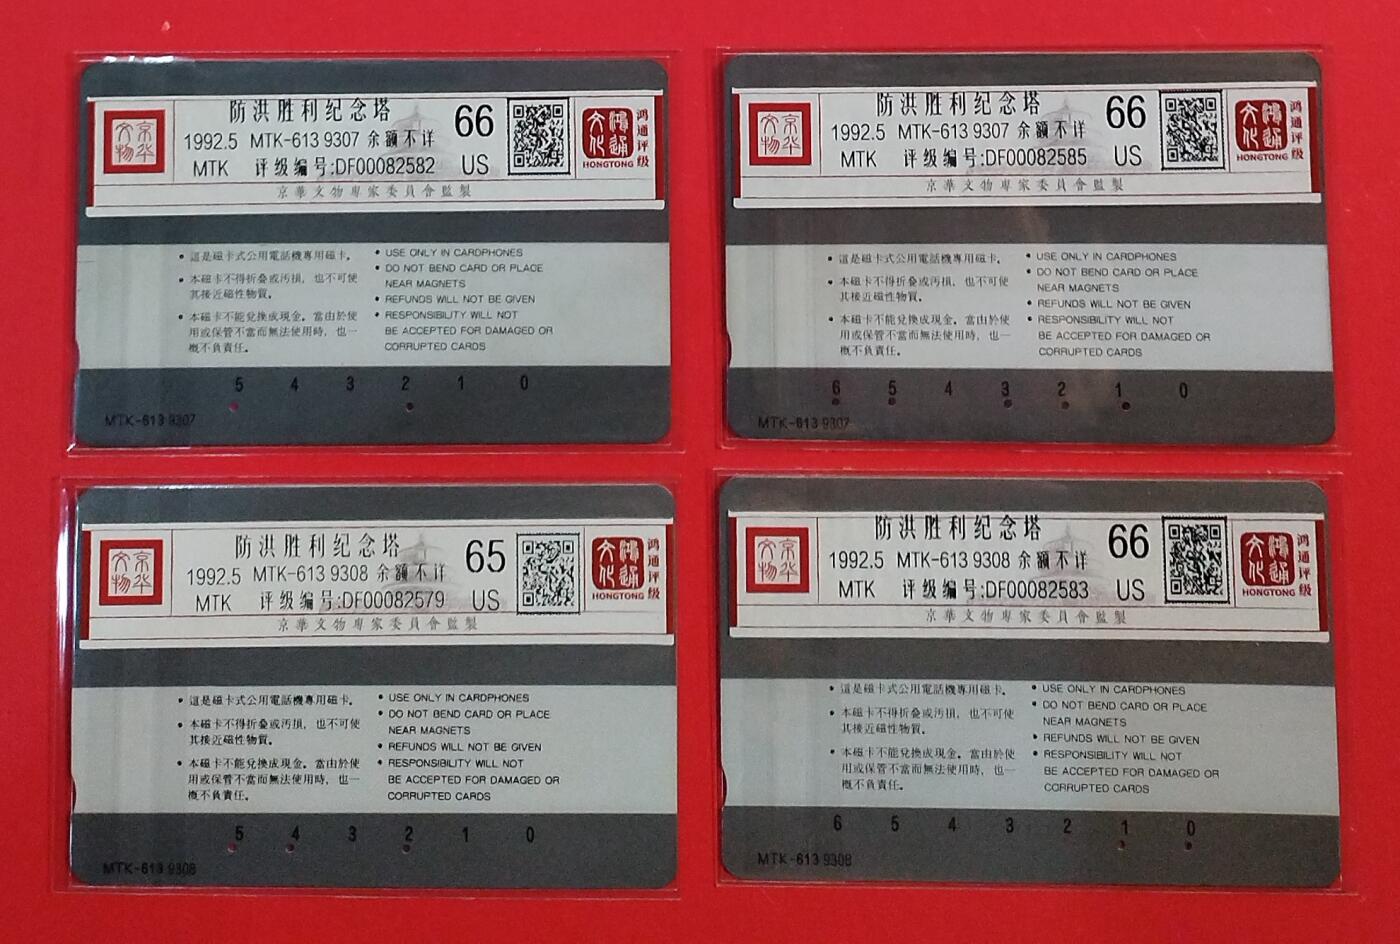 京华文物
防洪胜利纪念塔
66
1992.5 MTK-613 9307 余额不详
MTK 评级编号:DF00082582 US
京華文物專家委員會監製
鸿通文化
HONGTONG
鸿通评级
這是磁卡式公用電話機專用磁卡。
本磁卡不得折叠或汚損，也不可使
其接近磁性物質。
本磁卡不能兌換成現金。當由於使
用或保管不當而無法使用時，也一
概不負責任。
USE ONLY IN CARDPHONES
DO NOT BEND CARD OR PLACE
NEAR MAGNETS
REFUNDS WILL NOT BE GIVEN
RESPONSIBILITY WILL NOT
BE ACCEPTED FOR DAMAGED OR
CORRUPTED CARDS
5 4 3 2 1 0
MTK-613 9307
京华文物
防洪胜利纪念塔
66
1992.5 MTK-613 9307 余额不详
MTK 评级编号:DF00082585 US
京華文物專家委員會監製
鸿通文化
HONGTONG
鸿通评级
這是磁卡式公用電話機專用磁卡。
本磁卡不得折叠或汚損，也不可使
其接近磁性物質。
本磁卡不能兌換成現金。當由於使
用或保管不當而無法使用時，也一
概不負責任。
USE ONLY IN CARDPHONES
DO NOT BEND CARD OR PLACE
NEAR MAGNETS
REFUNDS WILL NOT BE GIVEN
RESPONSIBILITY WILL NOT
BE ACCEPTED FOR DAMAGED OR
CORRUPTED CARDS
6 5 4 3 2 1 0
MTK-613 9307
京华文物
防洪胜利纪念塔
65
1992.5 MTK-613 9308 余额不详
MTK 评级编号:DF00082579 US
京華文物專家委員會監製
鸿通文化
HONGTONG
鸿通评级
這是磁卡式公用電話機專用磁卡。
本磁卡不得折叠或汚損，也不可使
其接近磁性物質。
本磁卡不能兌換成現金。當由於使
用或保管不當而無法使用時，也一
概不負責任。
USE ONLY IN CARDPHONES
DO NOT BEND CARD OR PLACE
NEAR MAGNETS
REFUNDS WILL NOT BE GIVEN
RESPONSIBILITY WILL NOT
BE ACCEPTED FOR DAMAGED OR
CORRUPTED CARDS
5 4 3 2 1 0
MTK-613 9308
京华文物
防洪胜利纪念塔
66
1992.5 MTK-613 9308 余额不详
MTK 评级编号:DF00082583 US
京華文物專家委員會監製
鸿通文化
HONGTONG
鸿通评级
這是磁卡式公用電話機專用磁卡。
本磁卡不得折叠或汚損，也不可使
其接近磁性物質。
本磁卡不能兌換成現金。當由於使
用或保管不當而無法使用時，也一
概不負責任。
USE ONLY IN CARDPHONES
DO NOT BEND CARD OR PLACE
NEAR MAGNETS
REFUNDS WILL NOT BE GIVEN
RESPONSIBILITY WILL NOT
BE ACCEPTED FOR DAMAGED OR
CORRUPTED CARDS
6 5 4 3 2 1 0
MTK-613 9308